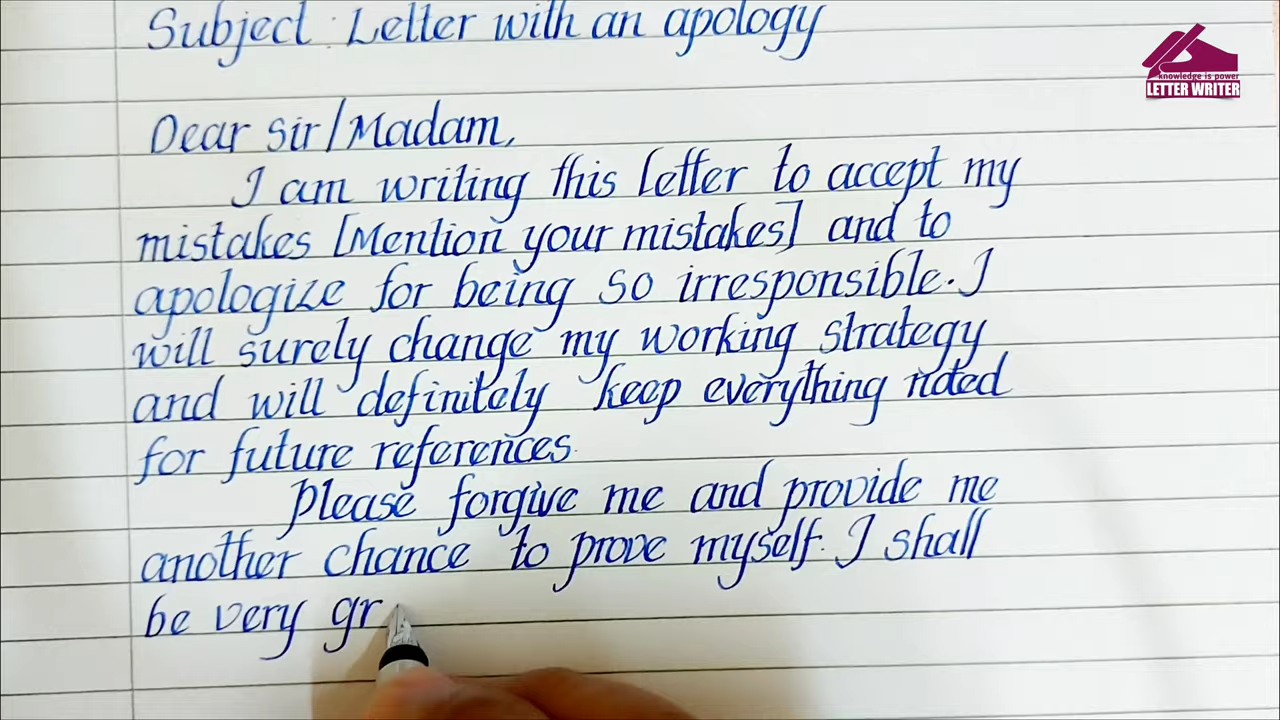 Subject : Letter with an apology
knowledge is power
LETTER WRITER
Dear Sir/Madam,
I am writing this letter to accept my
mistakes [Mention your mistakes] and to
apologize for being so irresponsible. I
will surely change my working strategy
and will definitely keep everything noted
for future references.
Please forgive me and provide me
another chance to prove myself. I shall
be very gr